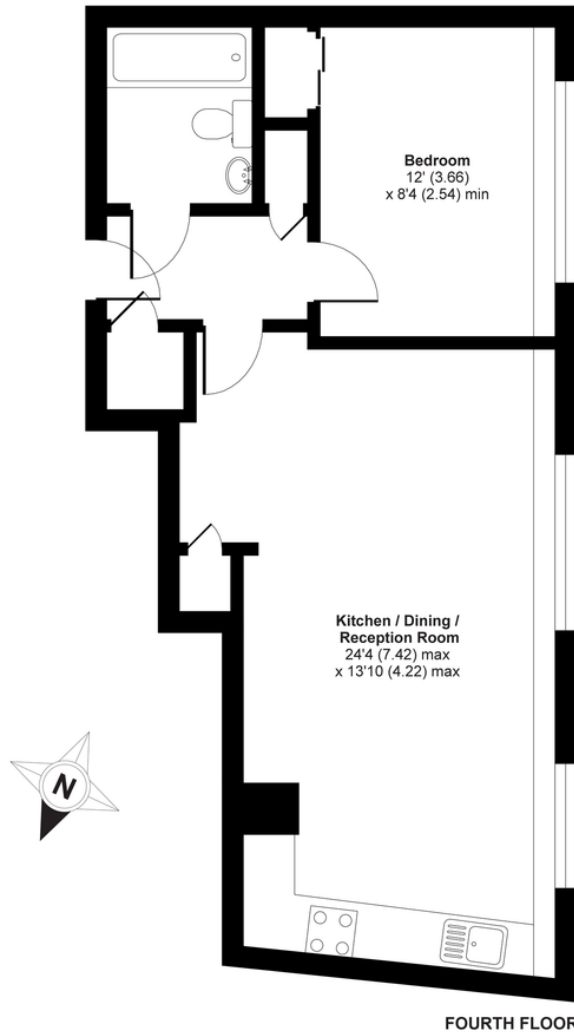 Bedroom
12' (3.66)
x 8'4 (2.54) min
Kitchen / Dining /
Reception Room
24'4 (7.42) max
x 13'10 (4.22) max
N
FOURTH FLOOR